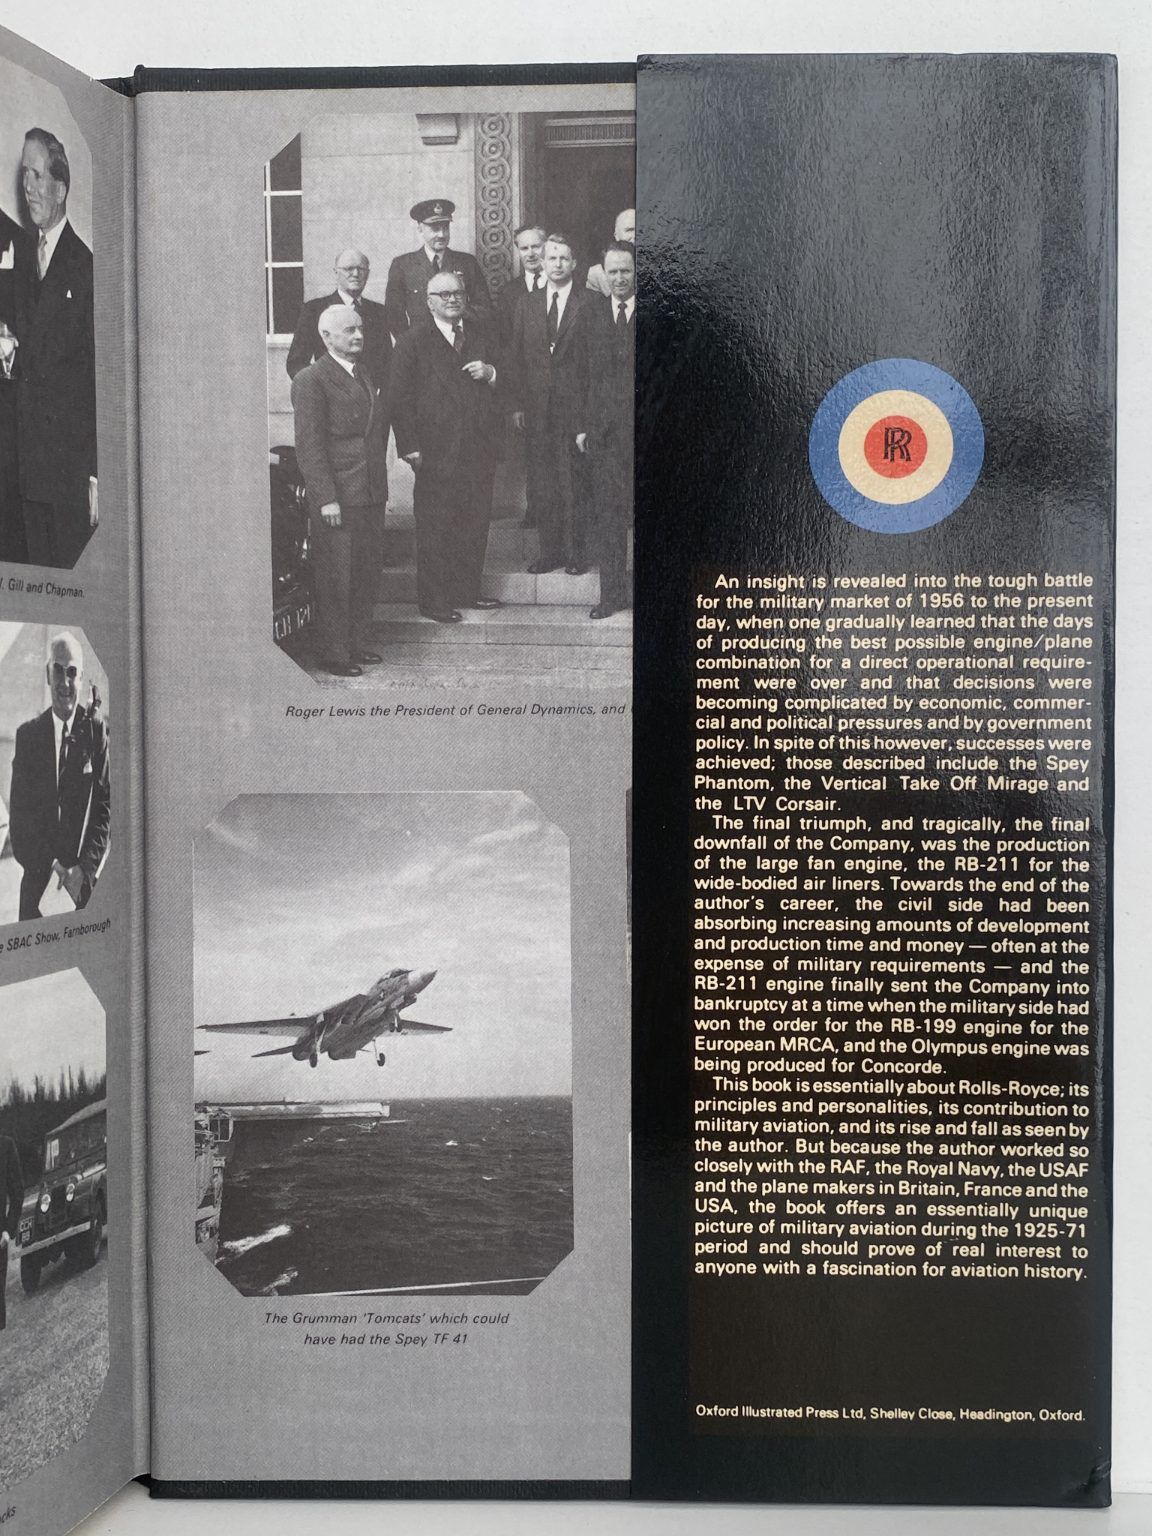 l. Gill and Chapman.
e SBAC Show, Farnborough
Roger Lewis the President of General Dynamics, and
The Grumman 'Tomcats' which could
have had the Spey TF 41
RR
An insight is revealed into the tough battle
for the military market of 1956 to the present
day, when one gradually learned that the days
of producing the best possible engine/plane
combination for a direct operational require-
ment were over and that decisions were
becoming complicated by economic, commer-
cial and political pressures and by government
policy. In spite of this however, successes were
achieved; those described include the Spey
Phantom, the Vertical Take Off Mirage and
the LTV Corsair.
The final triumph, and tragically, the final
downfall of the Company, was the production
of the large fan engine, the RB-211 for the
wide-bodied air liners. Towards the end of the
author's career, the civil side had been
absorbing increasing amounts of development
and production time and money — often at the
expense of military requirements — and the
RB-211 engine finally sent the Company into
bankruptcy at a time when the military side had
won the order for the RB-199 engine for the
European MRCA, and the Olympus engine was
being produced for Concorde.
This book is essentially about Rolls-Royce; its
principles and personalities, its contribution to
military aviation, and its rise and fall as seen by
the author. But because the author worked so
closely with the RAF, the Royal Navy, the USAF
and the plane makers in Britain, France and the
USA, the book offers an essentially unique
picture of military aviation during the 1925-71
period and should prove of real interest to
anyone with a fascination for aviation history.
Oxford Illustrated Press Ltd, Shelley Close, Headington, Oxford.